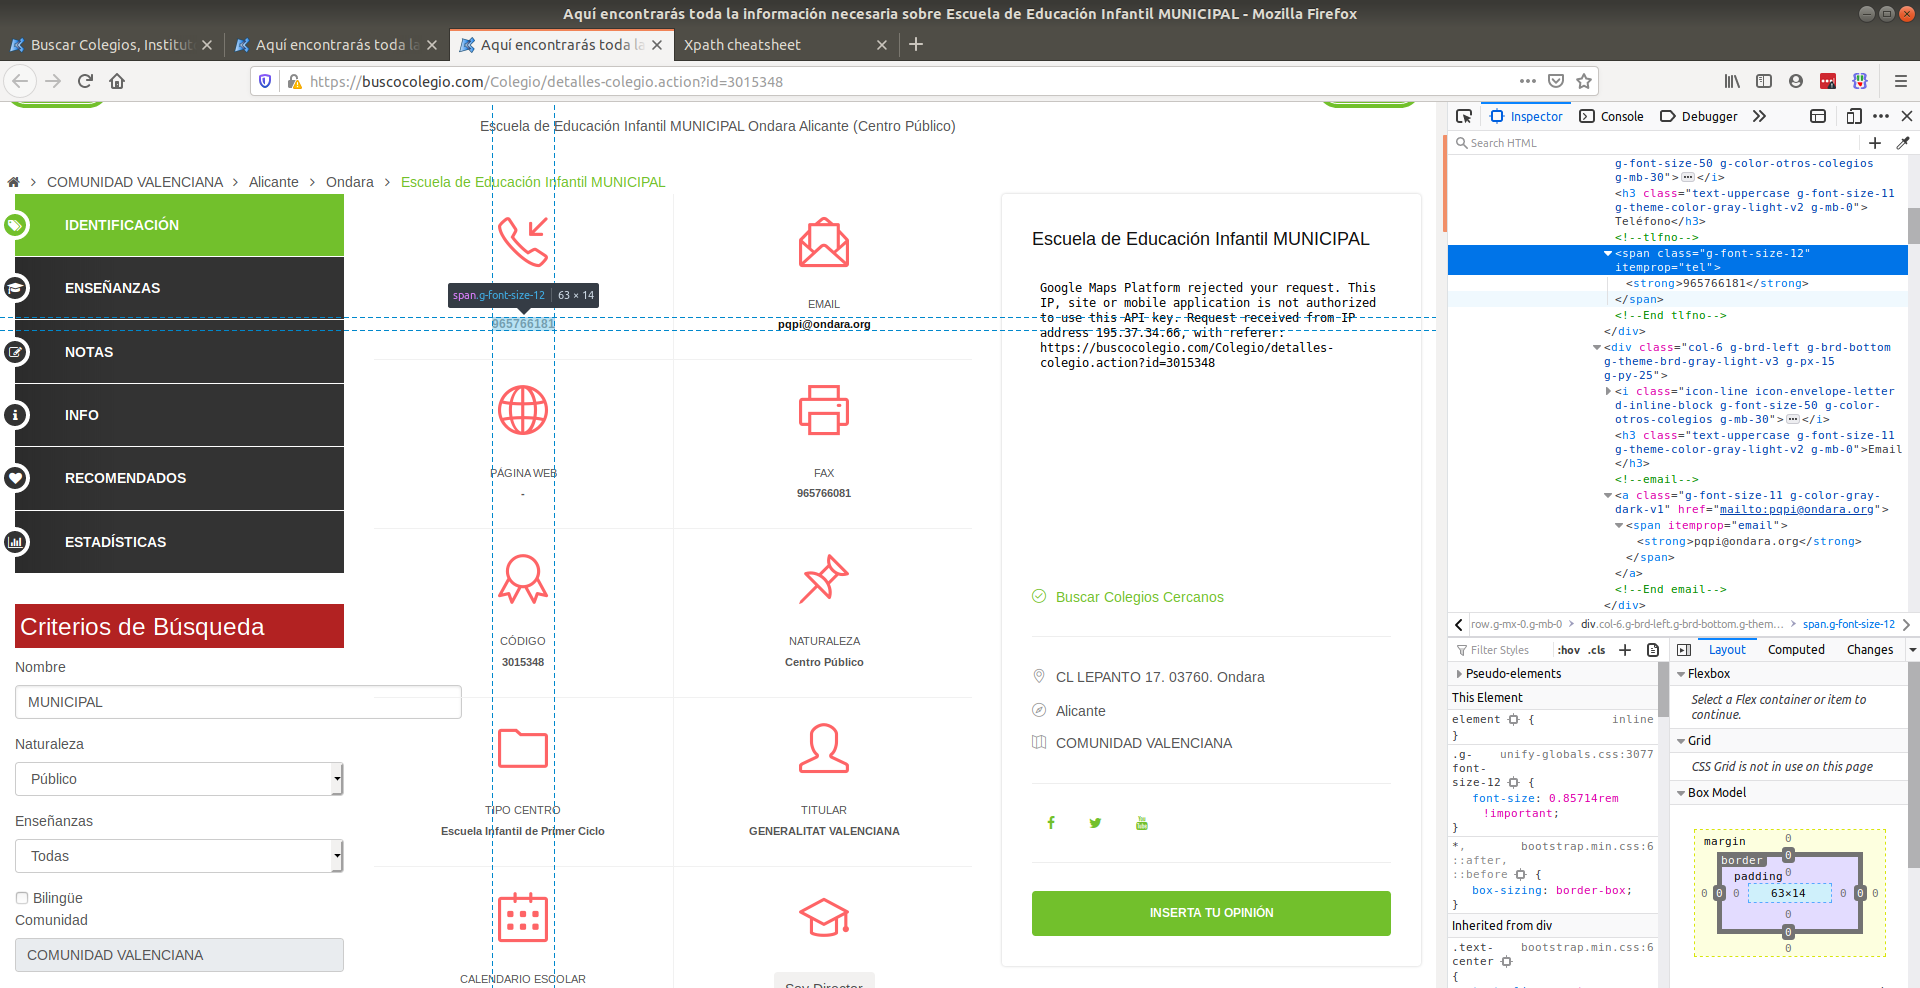 Aquí encontrarás toda la información necesaria sobre Escuela de Educación Infantil MUNICIPAL - Mozilla Firefox
Buscar Colegios, Institut
Aquí encontrarás toda la
Aquí encontrarás toda la
Xpath cheatsheet
https://buscocolegio.com/Colegio/detalles-colegio.action?id=3015348
Escuela de Educación Infantil MUNICIPAL Ondara Alicante (Centro Público)
COMUNIDAD VALENCIANA
Alicante
Ondara
Escuela de Educación Infantil MUNICIPAL
IDENTIFICACIÓN
ENSEÑANZAS
NOTAS
INFO
RECOMENDADOS
ESTADÍSTICAS
Criterios de Búsqueda
Nombre
MUNICIPAL
Naturaleza
Público
Enseñanzas
Todas
Bilingüe
Comunidad
COMUNIDAD VALENCIANA
span.g-font-size-12 63 × 14
965766181
EMAIL
pqpi@ondara.org
PÁGINA WEB
-
FAX
965766081
CÓDIGO
3015348
NATURALEZA
Centro Público
TIPO CENTRO
Escuela Infantil de Primer Ciclo
TITULAR
GENERALITAT VALENCIANA
CALENDARIO ESCOLAR
Soy Director
Escuela de Educación Infantil MUNICIPAL
Google Maps Platform rejected your request. This
IP, site or mobile application is not authorized
to use this API key. Request received from IP
address 195.37.34.66, with referer:
https://buscocolegio.com/Colegio/detalles-
colegio.action?id=3015348
Buscar Colegios Cercanos
CL LEPANTO 17. 03760. Ondara
Alicante
COMUNIDAD VALENCIANA
You
Tube
INSERTA TU OPINIÓN
Inspector
Console
Debugger
Search HTML
g-font-size-50 g-color-otros-colegios
g-mb-30"></i>
<h3 class="text-uppercase g-font-size-11
g-theme-color-gray-light-v2 g-mb-0">
Teléfono</h3>
<!--tlfno-->
<span class="g-font-size-12"
itemprop="tel">
<strong>965766181</strong>
</span>
<!--End tlfno-->
</div>
<div class="col-6 g-brd-left g-brd-bottom
g-theme-brd-gray-light-v3 g-px-15
g-py-25">
<i class="icon-line icon-envelope-letter
d-inline-block g-font-size-50 g-color-
otros-colegios g-mb-30"></i>
<h3 class="text-uppercase g-font-size-11
g-theme-color-gray-light-v2 g-mb-0">Email
</h3>
<!--email-->
<a class="g-font-size-11 g-color-gray-
dark-v1" href="mailto:pqpi@ondara.org">
<span itemprop="email">
<strong>pqpi@ondara.org</strong>
</span>
</a>
<!--End email-->
</div>
row.g-mx-0.g-mb-0
div.col-6.g-brd-left.g-brd-bottom.g-them…
span.g-font-size-12
Filter Styles
:hov .cls
Pseudo-elements
This Element
element { inline
}
.g- unify-globals.css:3077
font-
size-12 {
font-size: 0.85714rem
!important;
}
*, bootstrap.min.css:6
::after,
::before {
box-sizing: border-box;
}
Inherited from div
.text- bootstrap.min.css:6
center
{
Layout
Computed
Changes
Flexbox
Select a Flex container or item to
continue.
Grid
CSS Grid is not in use on this page
Box Model
margin 0
border 0
padding 0
0 0 0 63×14 0 0 0
0
0
0